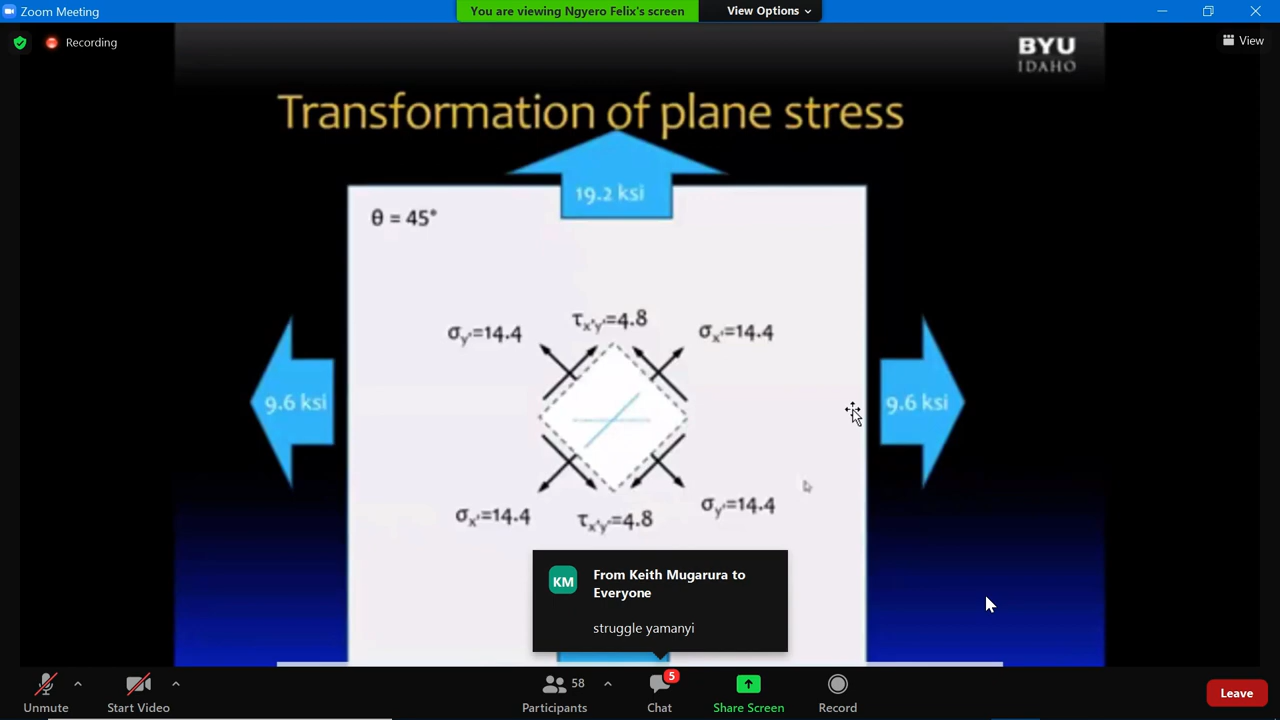 Zoom Meeting
You are viewing Ngyero Felix's screen
View Options
Recording
BYU
IDAHO
View
Transformation of plane stress
19.2 ksi
θ = 45°
σy'=14.4
τx'y'=4.8
σx'=14.4
9.6 ksi
9.6 ksi
σx'=14.4
τx'y'=4.8
σy'=14.4
KM
From Keith Mugarura to
Everyone
struggle yamanyi
Unmute
Start Video
58
Participants
5
Chat
Share Screen
Record
Leave